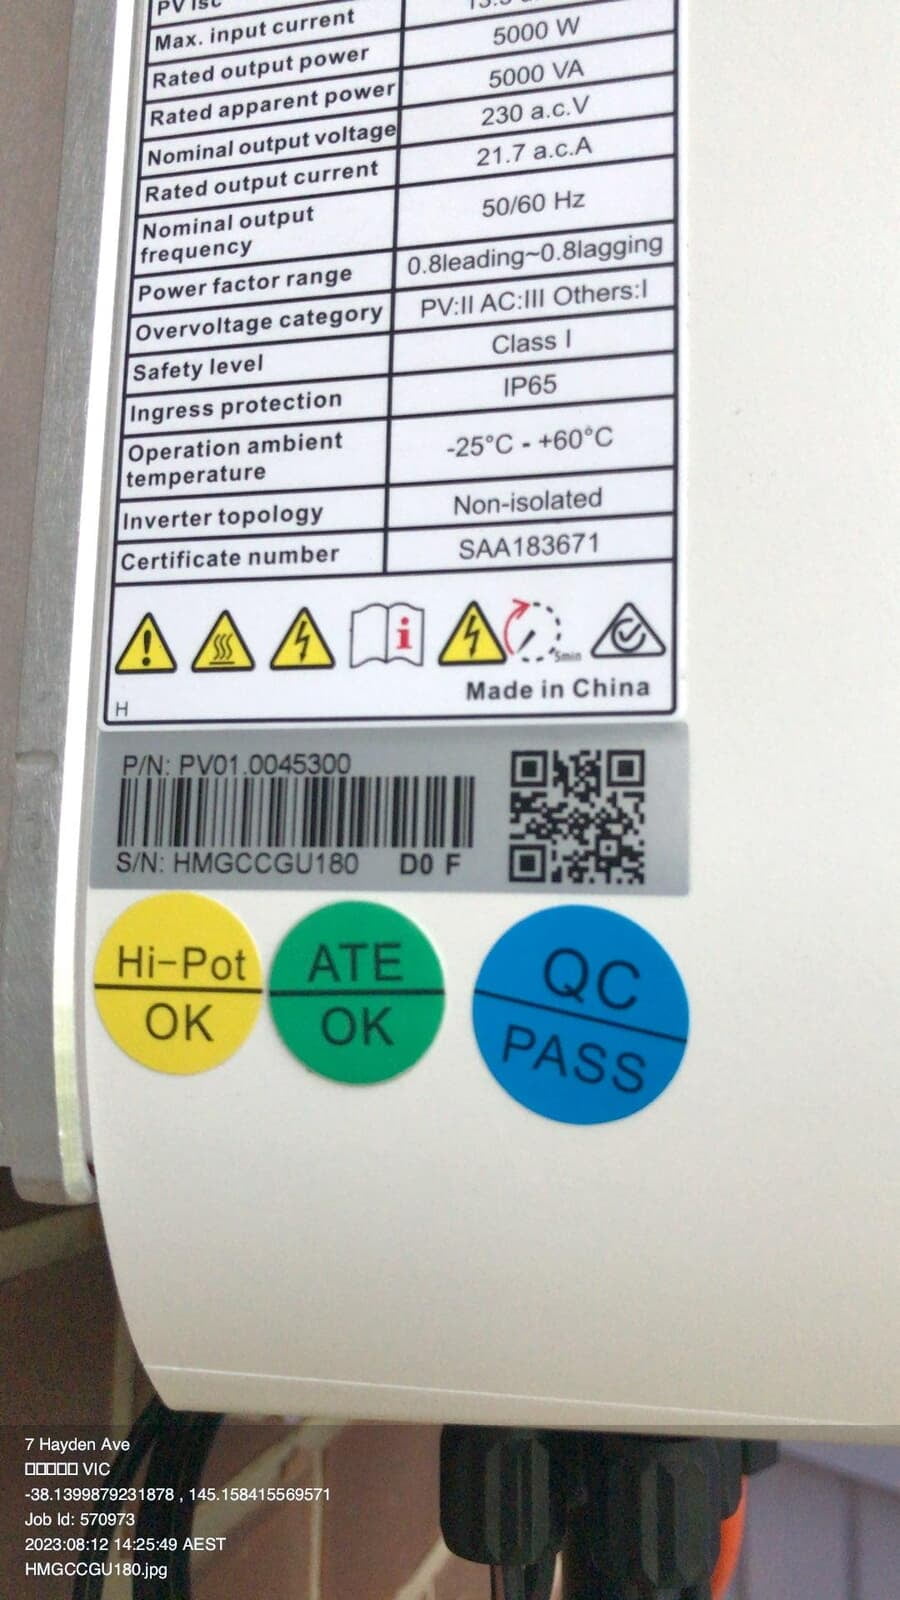 PV Isc
Max. input current
Rated output power 5000 W
Rated apparent power 5000 VA
Nominal output voltage 230 a.c.V
Rated output current 21.7 a.c.A
Nominal output
frequency 50/60 Hz
Power factor range 0.8leading~0.8lagging
Overvoltage category PV:II AC:III Others:I
Safety level Class I
Ingress protection IP65
Operation ambient
temperature -25°C - +60°C
Inverter topology Non-isolated
Certificate number SAA183671
5min
Made in China
H
P/N: PV01.0045300
S/N: HMGCCGU180 D0 F
Hi-Pot
OK
ATE
OK
QC
PASS
7 Hayden Ave
VIC
-38.1399879231878 , 145.158415569571
Job Id: 570973
2023:08:12 14:25:49 AEST
HMGCCGU180.jpg